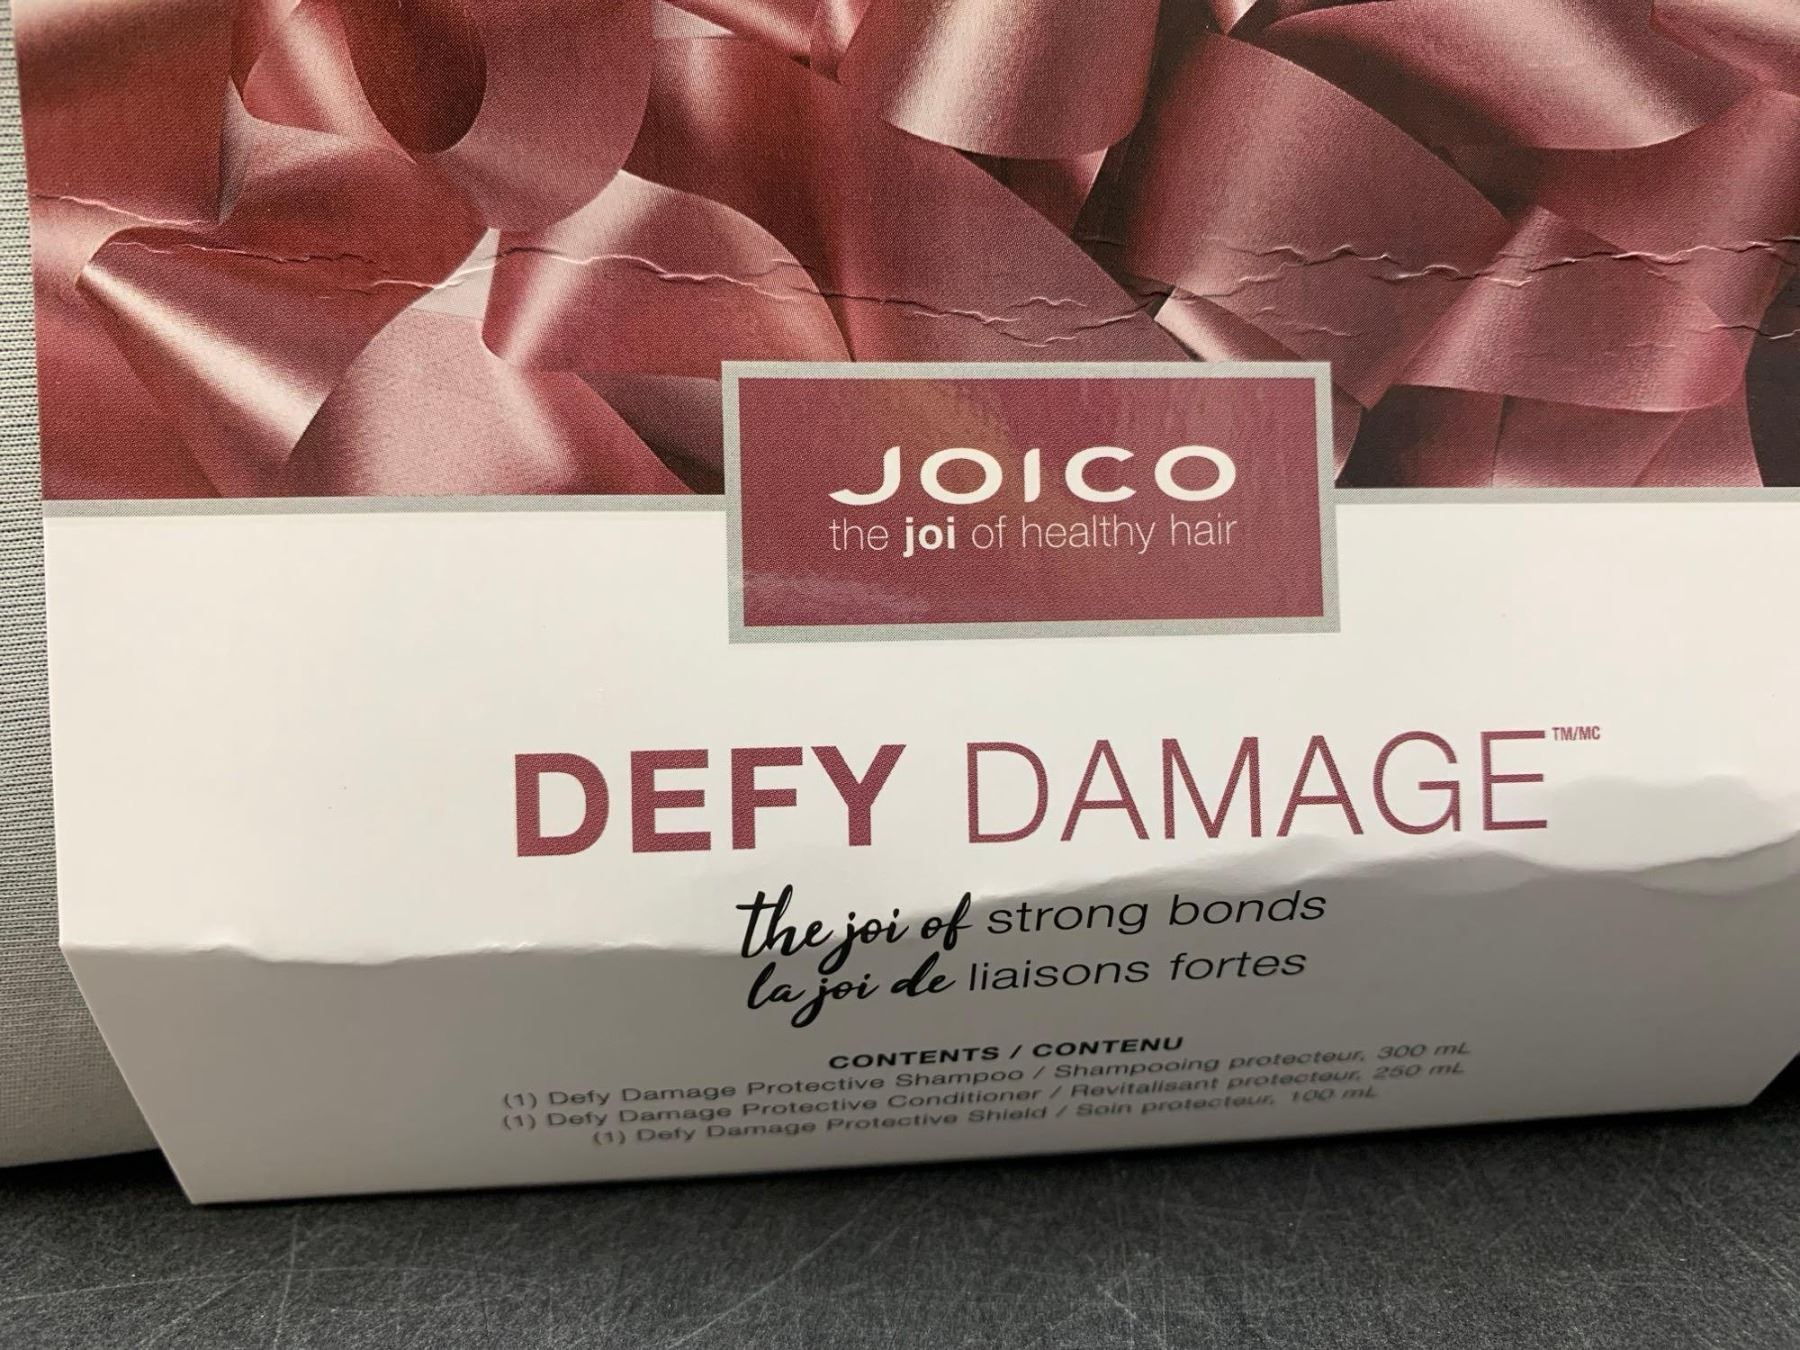 JOICO
the joi of healthy hair
DEFY DAMAGE™/MC
the joi of strong bonds
la joi de liaisons fortes
CONTENTS / CONTENU
(1) Defy Damage Protective Shampoo / Shampooing protecteur, 300 mL
(1) Defy Damage Protective Conditioner / Revitalisant protecteur, 250 mL
(1) Defy Damage Protective Shield / Soin protecteur, 100 mL